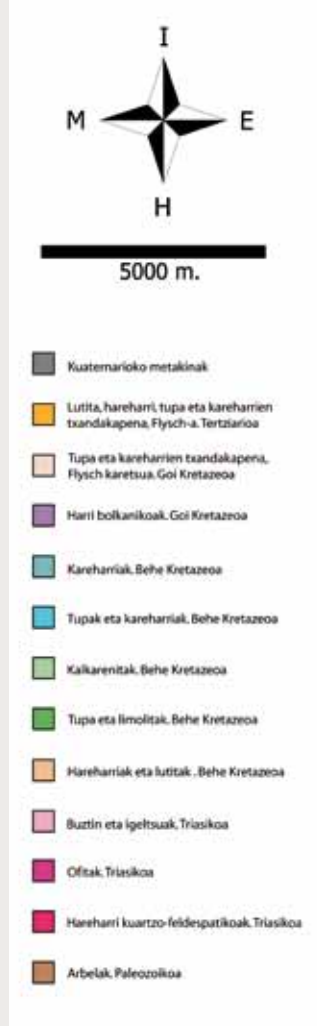 I
M E
H
5000 m.
Kuaternarioko metakinak
Lutita, hareharri, tupa eta kareharrien
txandakapena, Flysch-a. Tertziarioa
Tupa eta kareharrien txandakapena,
Flysch karetsua. Goi Kretazeoa
Harri bolkanikoak. Goi Kretazeoa
Kareharriak. Behe Kretazeoa
Tupak eta kareharriak. Behe Kretazeoa
Kalkarenitak. Behe Kretazeoa
Tupa eta limolitak. Behe Kretazeoa
Hareharriak eta lutitak . Behe Kretazeoa
Buztin eta igeltsuak. Triasikoa
Ofitak. Triasikoa
Hareharri kuartzo-feldespatikoak. Triasikoa
Arbelak. Paleozoikoa